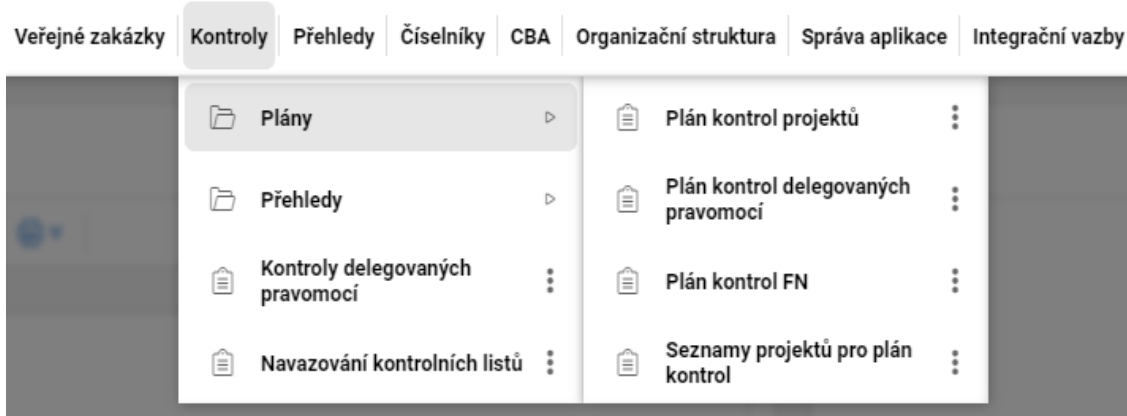 Veřejné zakázky Kontroly Přehledy Číselníky CBA Organizační struktura Správa aplikace Integrační vazby
Plány
Přehledy
Kontroly delegovaných
pravomocí
Navazování kontrolních listů
Plán kontrol projektů
Plán kontrol delegovaných
pravomocí
Plán kontrol FN
Seznamy projektů pro plán
kontrol